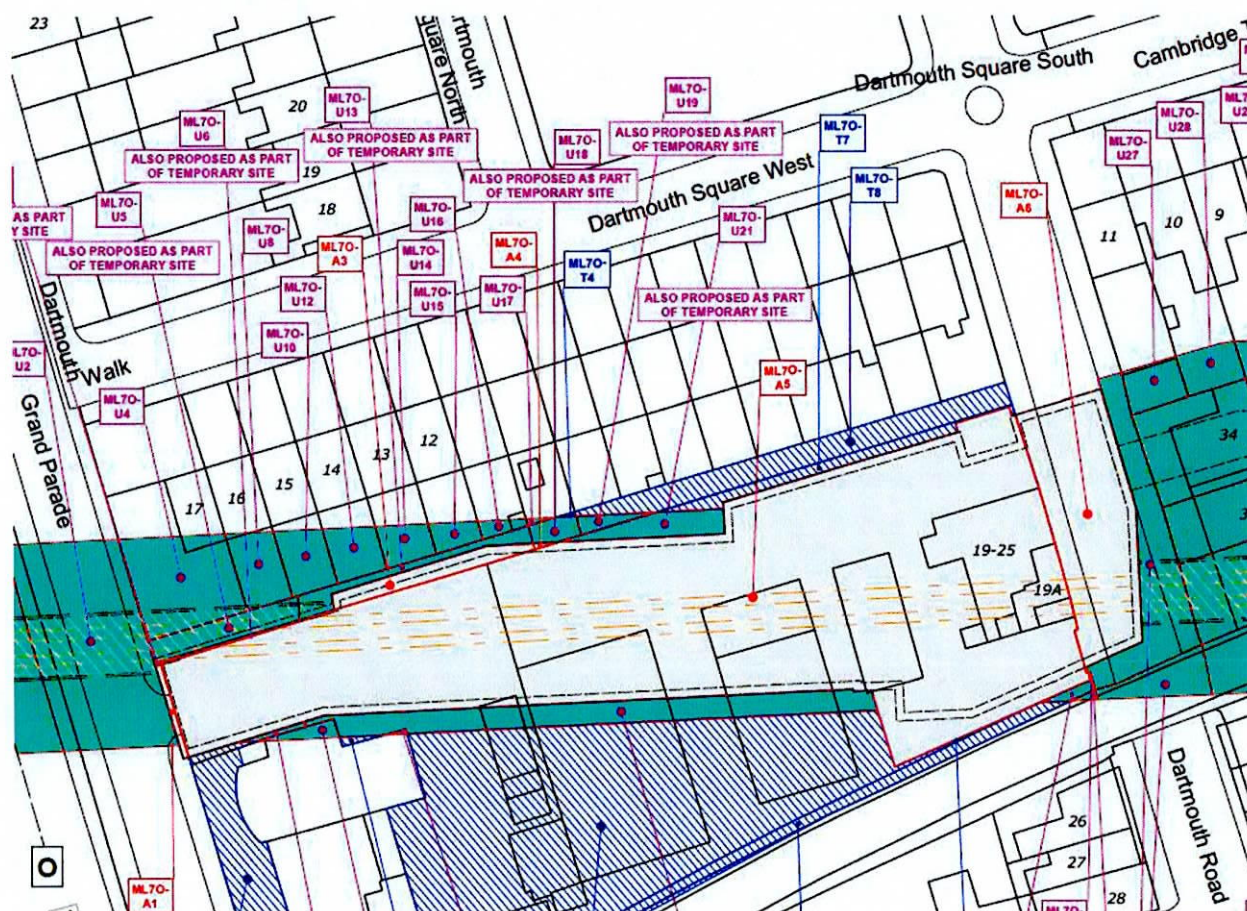 23
Dartmouth
Square North
Dartmouth Square South
Cambridge
20
19
18
ML7O-
U13
ALSO PROPOSED AS PART
OF TEMPORARY SITE
ML7O-
U6
ALSO PROPOSED AS PART
OF TEMPORARY SITE
ML7O-
U19
ALSO PROPOSED AS PART
OF TEMPORARY SITE
ML7O-
U18
ALSO PROPOSED AS PART
OF TEMPORARY SITE
ML7O-
T7
ML7O-
T8
ML7O-
U28
ML7O-
U27
ML7O-
A6
11
10
9
AS PART
SITE
ML7O-
U5
ALSO PROPOSED AS PART
OF TEMPORARY SITE
ML7O-
U8
ML7O-
A3
ML7O-
U16
ML7O-
A4
Dartmouth Square West
ML7O-
U21
ALSO PROPOSED AS PART
OF TEMPORARY SITE
ML7O-
T4
ML7O-
U14
ML7O-
U12
ML7O-
U15
ML7O-
U17
ML7O-
U10
Dartmouth Walk
U2
ML7O-
U4
Grand Parade
ML7O-
A5
17
16
15
14
13
12
34
19-25
19A
Dartmouth Road
26
27
28
O
ML7O-
A1
ML7O-